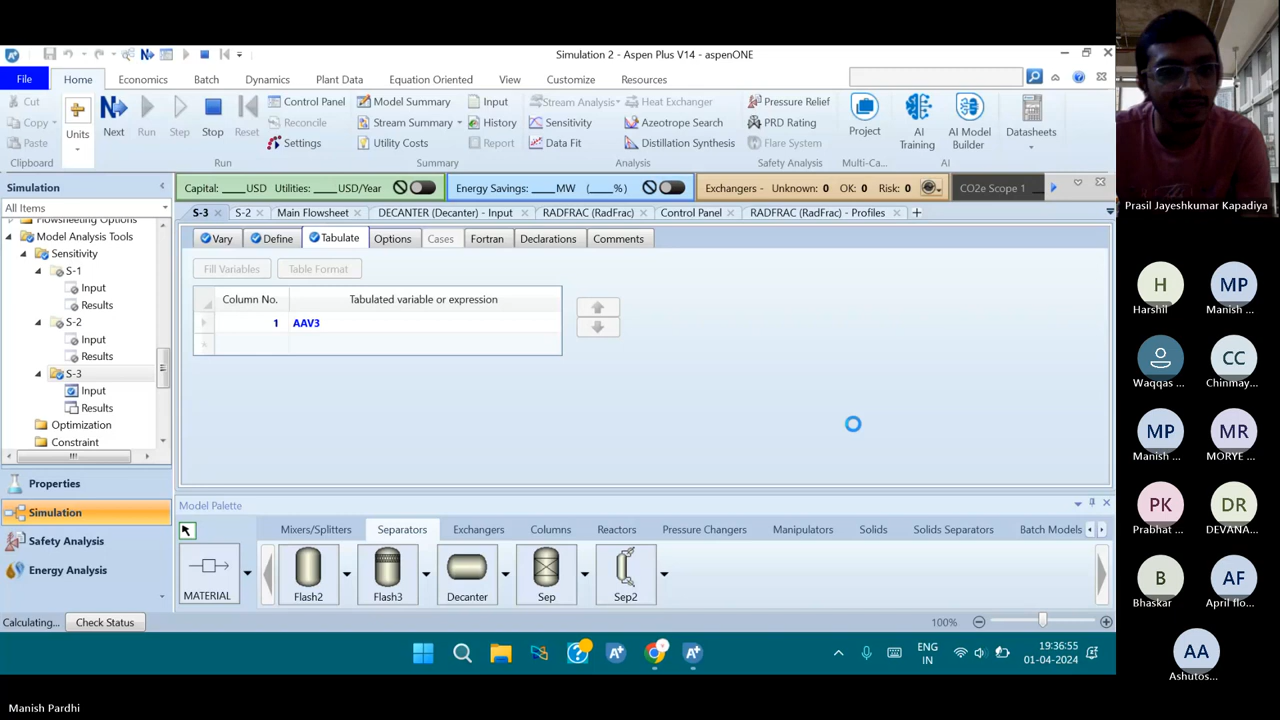 Simulation 2 - Aspen Plus V14 - aspenONE
File
Home
Economics
Batch
Dynamics
Plant Data
Equation Oriented
View
Customize
Resources
Cut
Copy
Paste
Clipboard
Units
Next
Run
Step
Stop
Reset
Control Panel
Reconcile
Settings
Run
Model Summary
Stream Summary
Utility Costs
Input
History
Report
Summary
Stream Analysis
Sensitivity
Data Fit
Heat Exchanger
Azeotrope Search
Distillation Synthesis
Analysis
Pressure Relief
PRD Rating
Flare System
Safety Analysis
Project
Multi-Ca...
AI
Training
AI Model
Builder
AI
Datasheets
Simulation
All Items
Capital: ____USD Utilities: ____USD/Year
Energy Savings: ____MW (____%)
Exchangers - Unknown: 0 OK: 0 Risk: 0
CO2e Scope 1
S-3
S-2
Main Flowsheet
DECANTER (Decanter) - Input
RADFRAC (RadFrac)
Control Panel
RADFRAC (RadFrac) - Profiles
Flowsheeting Options
Model Analysis Tools
Sensitivity
S-1
Input
Results
S-2
Input
Results
S-3
Input
Results
Optimization
Constraint
Properties
Simulation
Safety Analysis
Energy Analysis
Vary
Define
Tabulate
Options
Cases
Fortran
Declarations
Comments
Fill Variables
Table Format
Column No.
Tabulated variable or expression
1 AAV3
Model Palette
Mixers/Splitters
Separators
Exchangers
Columns
Reactors
Pressure Changers
Manipulators
Solids
Solids Separators
Batch Models
MATERIAL
Flash2
Flash3
Decanter
Sep
Sep2
Calculating...
Check Status
100%
ENG
IN
19:36:55
01-04-2024
Prasil Jayeshkumar Kapadiya
H
Harshil
MP
Manish ...
Waqqas ...
CC
Chinmay...
MP
Manish ...
MR
MORYE ...
PK
Prabhat ...
DR
DEVANA...
B
Bhaskar
AF
April flo...
AA
Ashutos...
Manish Pardhi